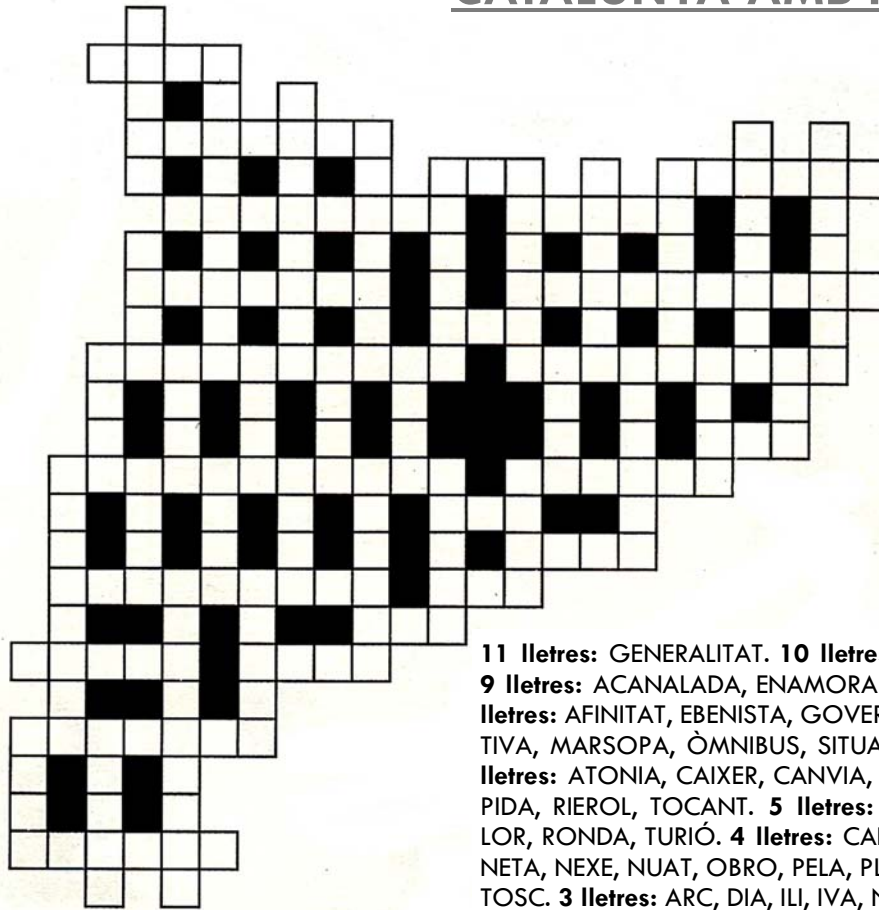 11 lletres: GENERALITAT. 10 lletre
9 lletres: ACANALADA, ENAMORA
lletres: AFINITAT, EBENISTA, GOVER
TIVA, MARSOPA, ÒMNIBUS, SITUA
lletres: ATONIA, CAIXER, CANVIA,
PIDA, RIEROL, TOCANT. 5 lletres:
LOR, RONDA, TURIÓ. 4 lletres: CA
NETA, NEXE, NUAT, OBRO, PELA, PL
TOSC. 3 lletres: ARC, DIA, ILI, IVA,